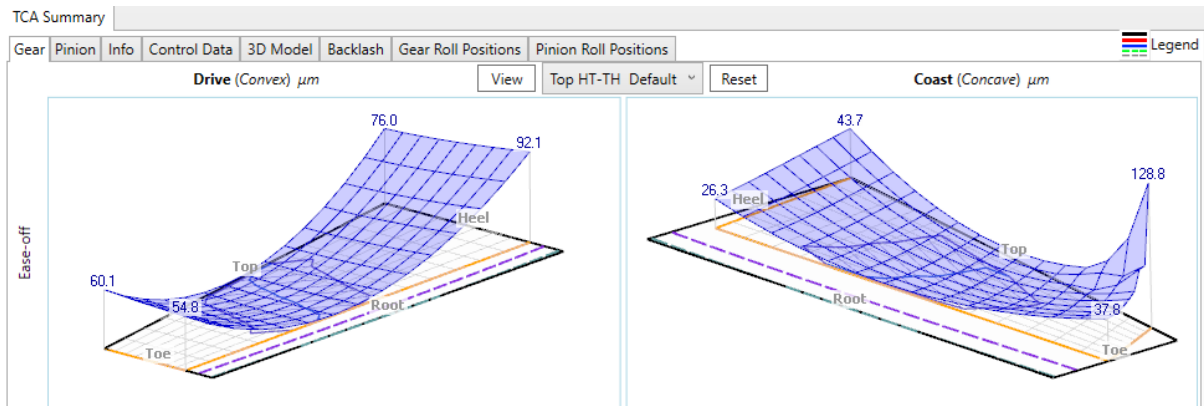 TCA Summary
Gear Pinion Info Control Data 3D Model Backlash Gear Roll Positions Pinion Roll Positions Legend
Drive (Convex) µm View Top HT-TH Default Reset Coast (Concave) µm
Ease-off
76.0
92.1
Heel
Top
60.1
54.8
Root
Toe
43.7
128.8
26.3
Heel
Top
Root
37.8
Toe